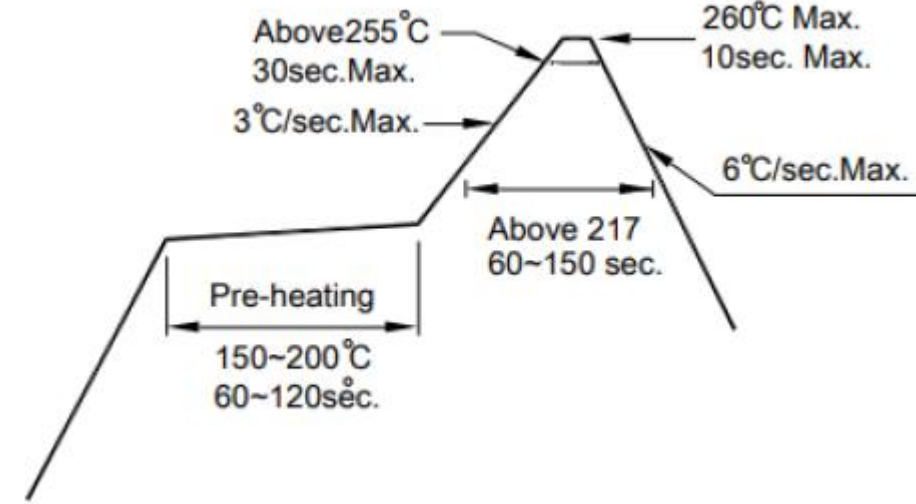 Above255°C
30sec.Max.
260°C Max.
10sec. Max.
3°C/sec.Max.
6°C/sec.Max.
Above 217
60~150 sec.
Pre-heating
150~200°C
60~120sec.